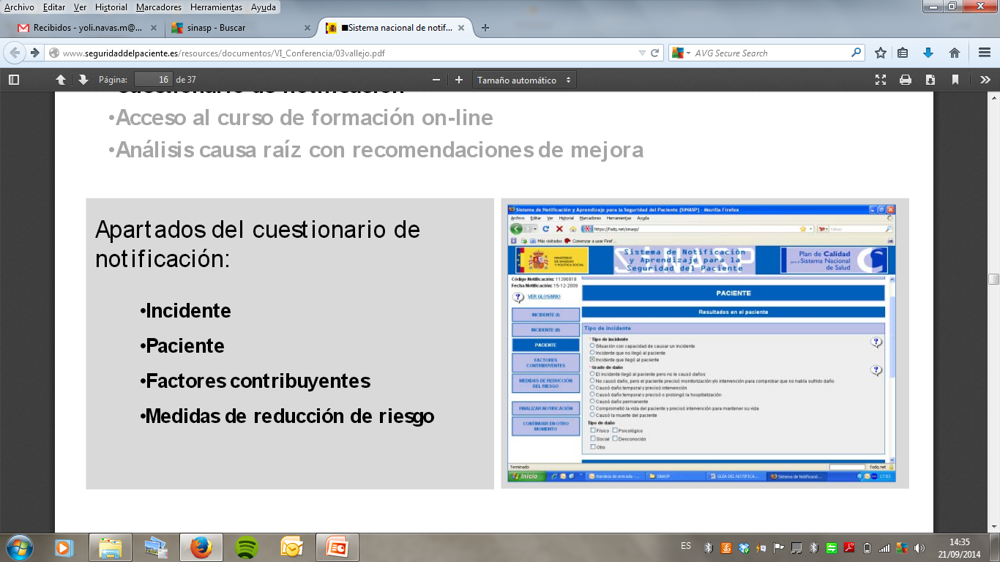 Archivo Editar Ver Historial Marcadores Herramientas Ayuda
Recibidos - yoli.navas.m@...
sinasp - Buscar
■Sistema nacional de notif...
www.seguridaddelpaciente.es/resources/documentos/VI_Conferencia/03vallejo.pdf
AVG Secure Search
Página: 16 de 37
Tamaño automático
•Cuestionario de notificación
•Acceso al curso de formación on-line
•Análisis causa raíz con recomendaciones de mejora
Apartados del cuestionario de
notificación:
•Incidente
•Paciente
•Factores contribuyentes
•Medidas de reducción de riesgo
Sistema de Notificación y Aprendizaje para la Seguridad del Paciente (SiNASP) - Mozilla Firefox
Archivo Editar Ver Historial Marcadores Herramientas Ayuda
https://fadq.net/sinasp/
Yahoo
Más visitados Comenzar a usar Firef...
MINISTERIO
DE SANIDAD
Y POLÍTICA SOCIAL
SINASP
Sistema de Notificación
y Aprendizaje para la
Seguridad del Paciente
Plan de Calidad
para el Sistema Nacional
de Salud
Código Notificación: 11396918
Fecha Notificación: 15-12-2009
VER GLOSARIO
INCIDENTE (I)
INCIDENTE (II)
PACIENTE
FACTORES
CONTRIBUYENTES
MEDIDAS DE REDUCCIÓN
DEL RIESGO
FINALIZAR NOTIFICACIÓN
CONTINUAR EN OTRO
MOMENTO
PACIENTE
Resultados en el paciente
Tipo de incidente
* Tipo de incidente
Situación con capacidad de causar un incidente
Incidente que no llegó al paciente
Incidente que llegó al paciente
* Grado de daño
El incidente llegó al paciente pero no le causó daños
No causó daño, pero el paciente precisó monitorización y/o intervención para comprobar que no había sufrido daño
Causó daño temporal y precisó intervención
Causó daño temporal y precisó o prolongó la hospitalización
Causó daño permanente
Comprometió la vida del paciente y precisó intervención para mantener su vida
Causó la muerte del paciente
Tipo de daño
Físico Psicológico
Social Desconocido
Otro
Terminado
fadq.net
Inicio
Bandeja de entrada -...
SINASP
GUIA DEL NOTIFICA...
Sistema de Notificació...
17:53
ES
14:35
21/09/2014